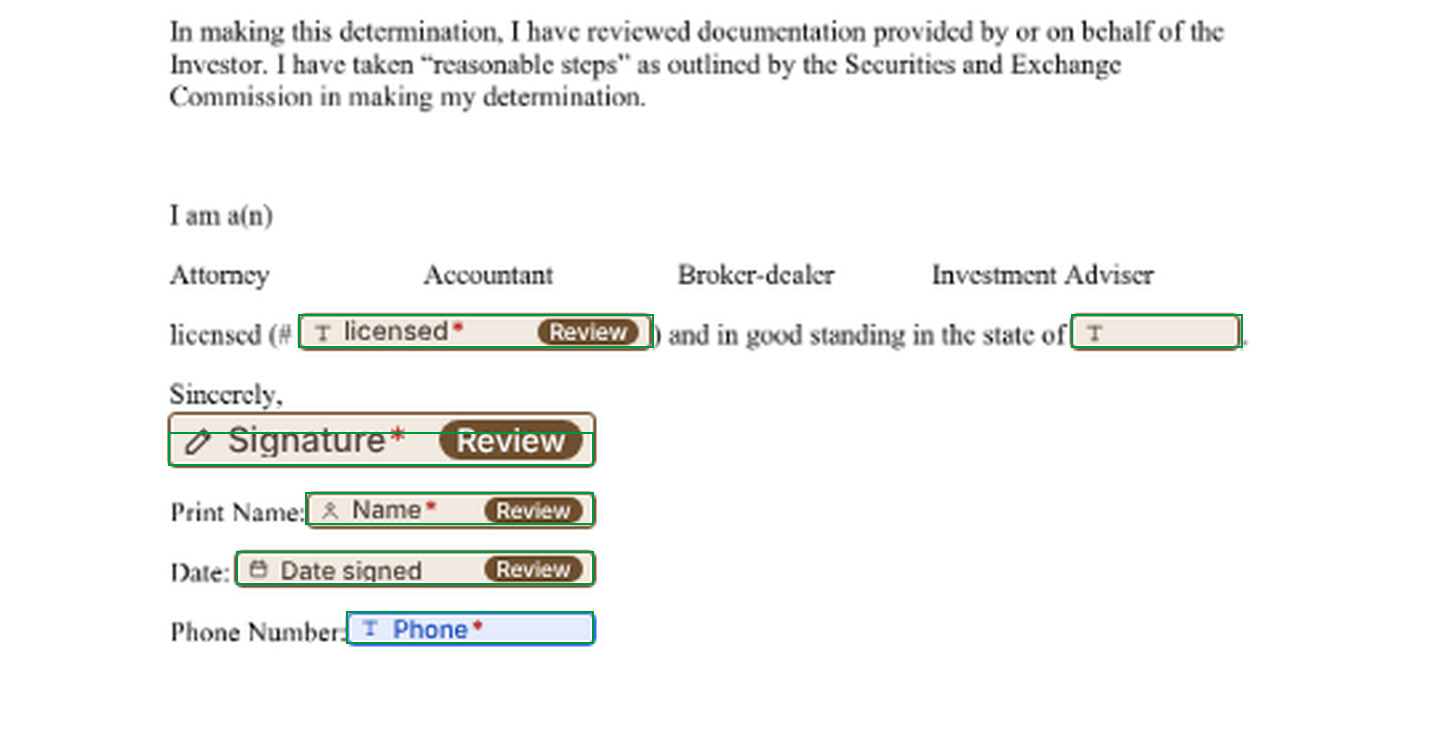 In making this determination, I have reviewed documentation provided by or on behalf of the
Investor. I have taken “reasonable steps” as outlined by the Securities and Exchange
Commission in making my determination.
I am a(n)
Attorney Accountant Broker-dealer Investment Adviser
licensed (# licensed* Review ) and in good standing in the state of .
Sincerely,
Signature* Review
Print Name: Name* Review
Date: Date signed Review
Phone Number: Phone*